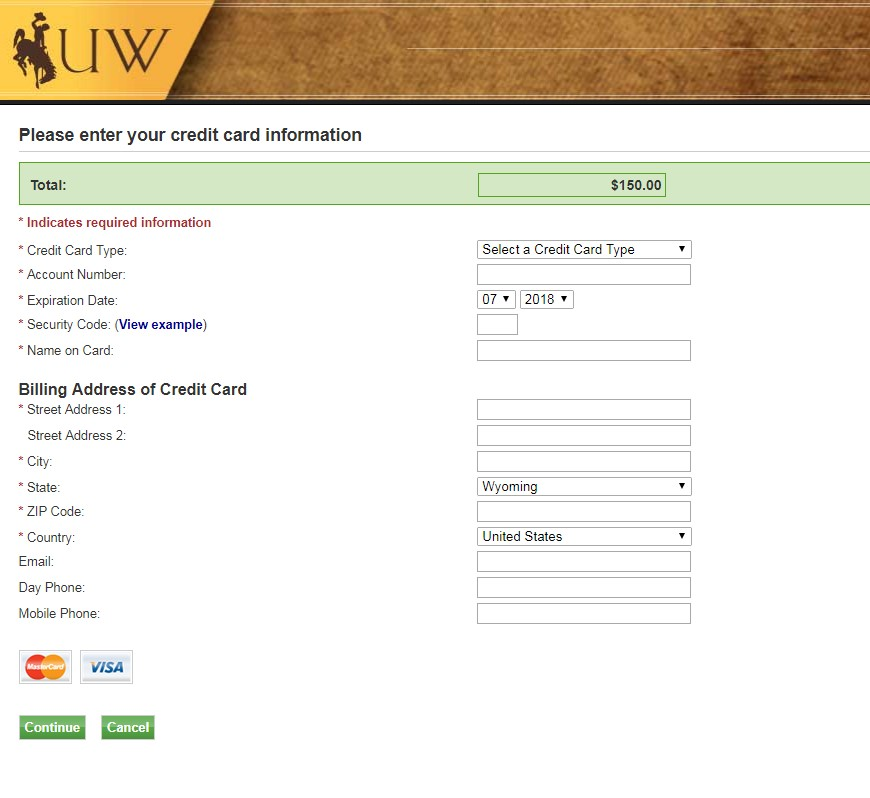 UW
Please enter your credit card information
Total: $150.00
* Indicates required information
* Credit Card Type: Select a Credit Card Type
* Account Number:
* Expiration Date: 07 2018
* Security Code: (View example)
* Name on Card:
Billing Address of Credit Card
* Street Address 1:
Street Address 2:
* City:
* State: Wyoming
* ZIP Code:
* Country: United States
Email:
Day Phone:
Mobile Phone:
MasterCard VISA
Continue Cancel